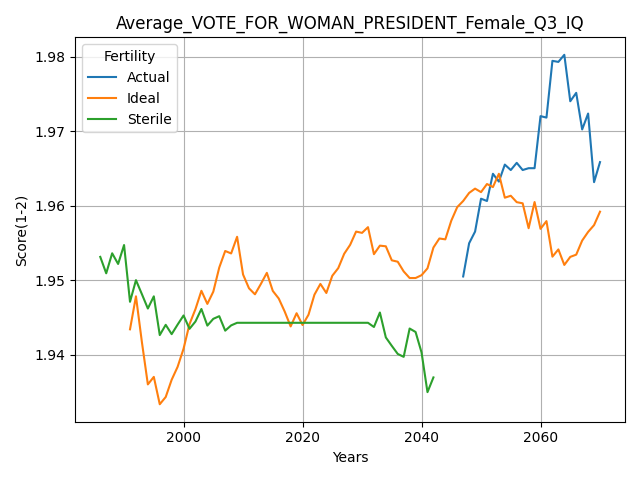 Average_VOTE_FOR_WOMAN_PRESIDENT_Female_Q3_IQ
Fertility
Actual
Ideal
Sterile
Score(1-2)
1.98
1.97
1.96
1.95
1.94
2000 2020 2040 2060
Years